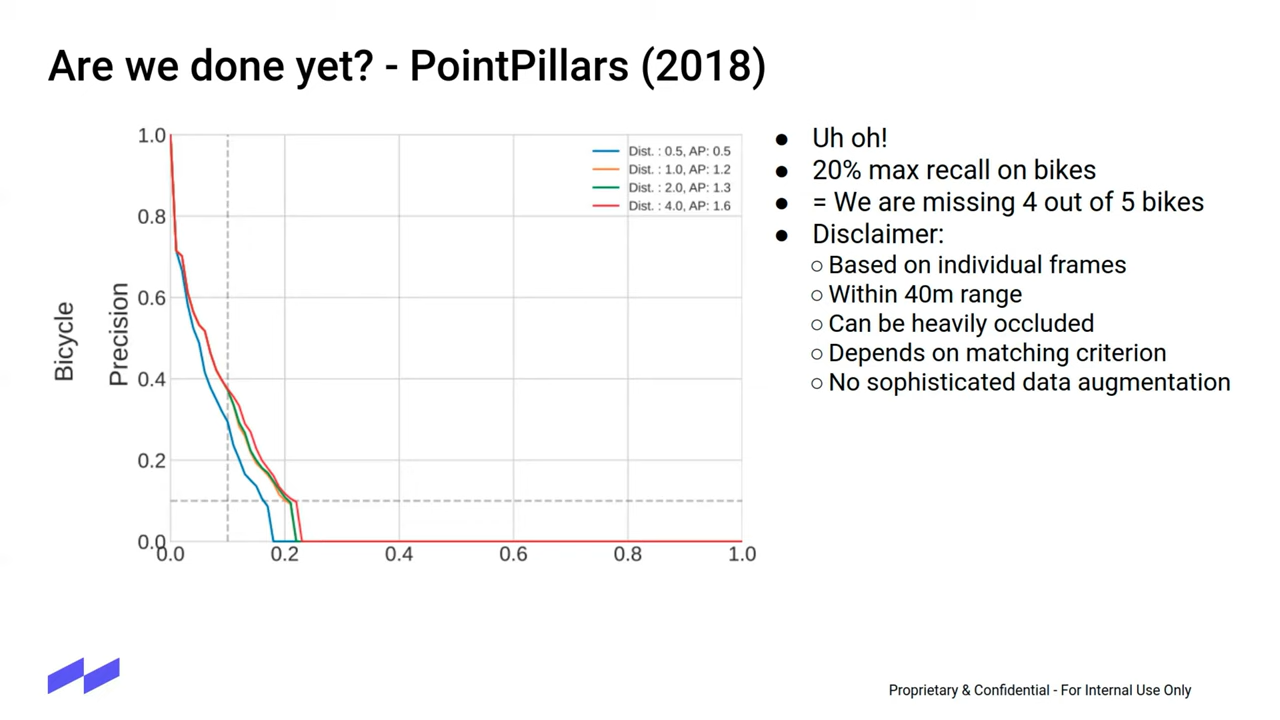 Are we done yet? - PointPillars (2018)
Bicycle
Precision
1.0
0.8
0.6
0.4
0.2
0.0
0.0 0.2 0.4 0.6 0.8 1.0
Dist. : 0.5, AP: 0.5
Dist. : 1.0, AP: 1.2
Dist. : 2.0, AP: 1.3
Dist. : 4.0, AP: 1.6
● Uh oh!
● 20% max recall on bikes
● = We are missing 4 out of 5 bikes
● Disclaimer:
○ Based on individual frames
○ Within 40m range
○ Can be heavily occluded
○ Depends on matching criterion
○ No sophisticated data augmentation
Proprietary & Confidential - For Internal Use Only